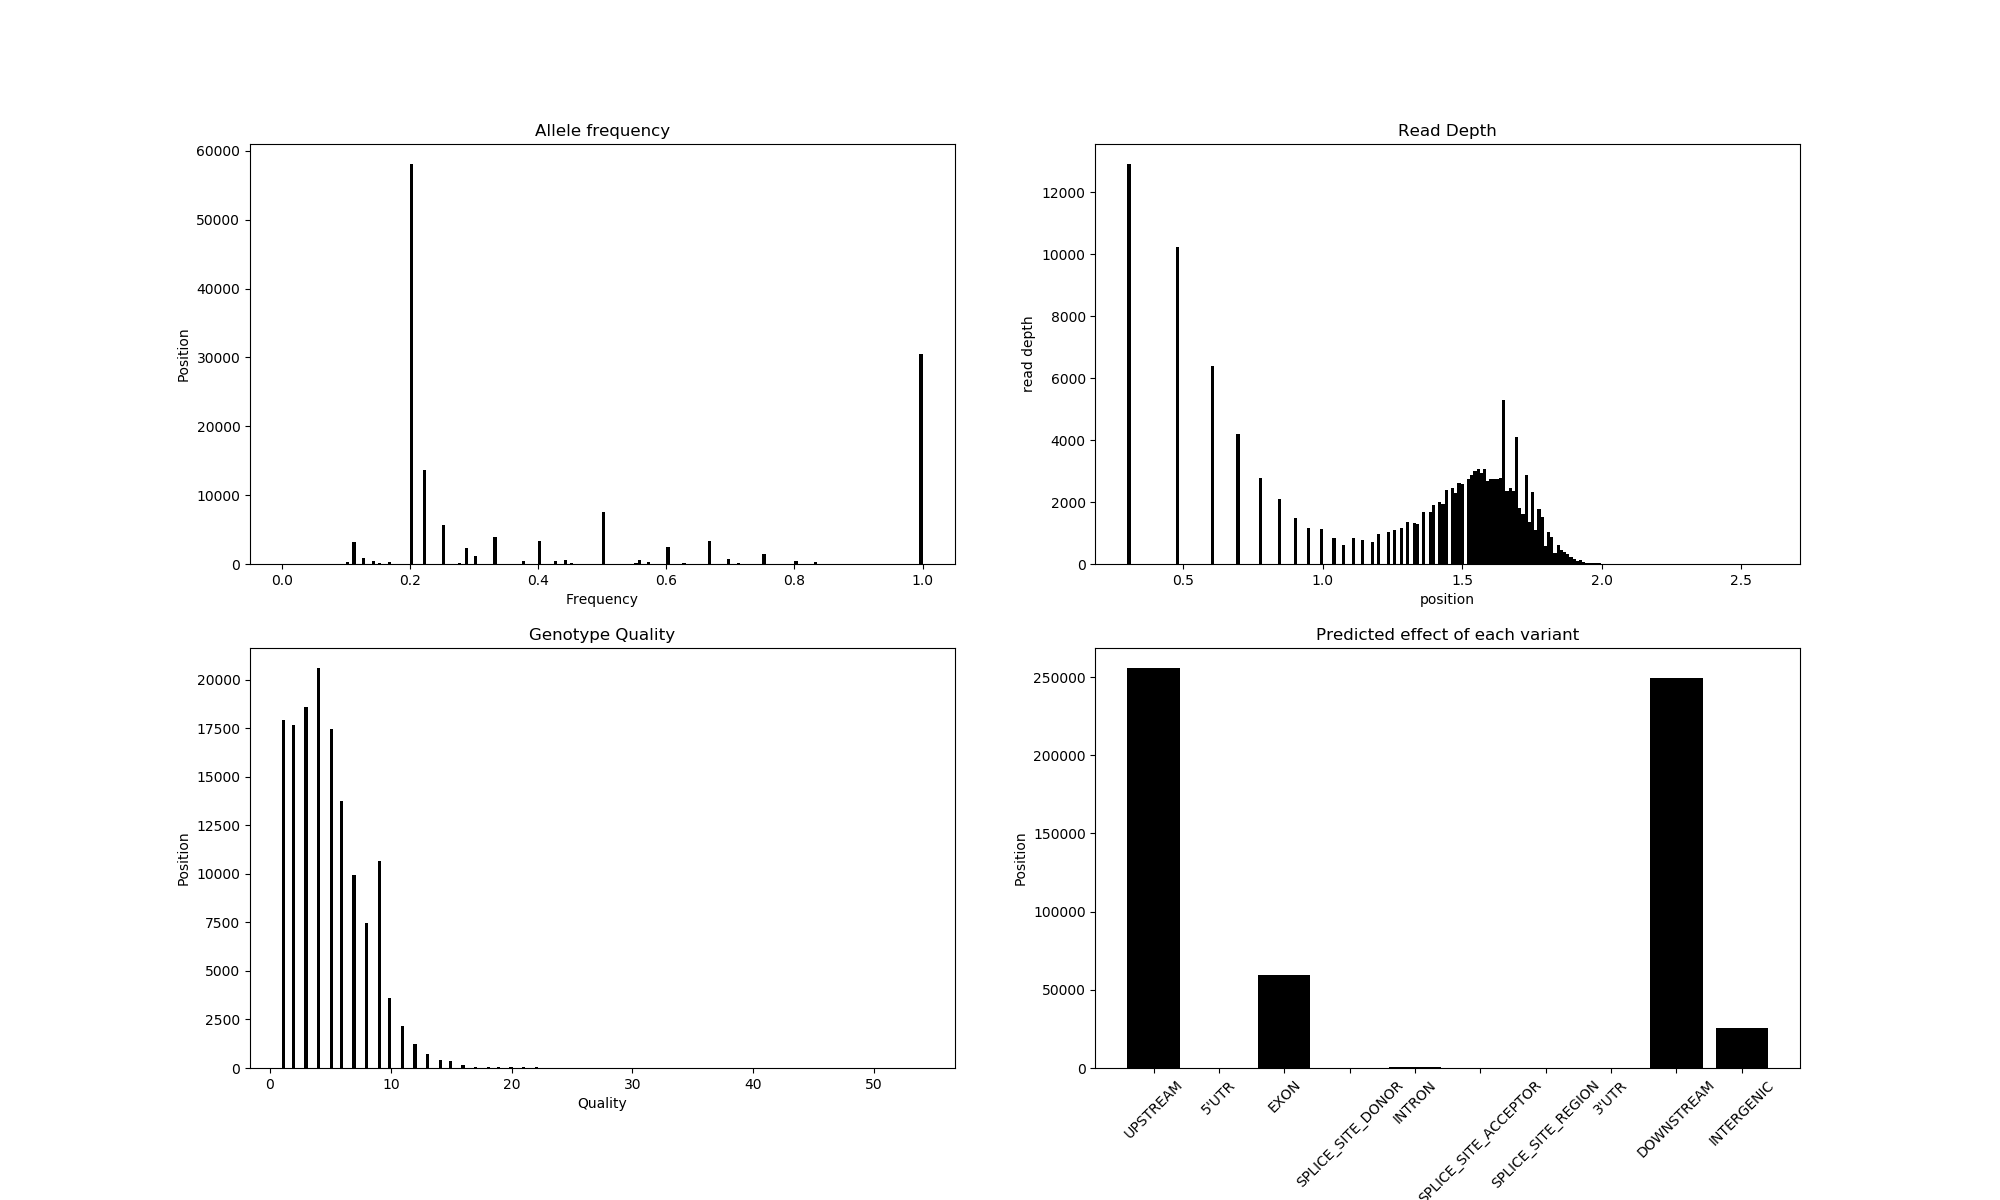 Allele frequency
60000
50000
40000
30000
20000
10000
0
Position
0.0 0.2 0.4 0.6 0.8 1.0
Frequency
Read Depth
12000
10000
8000
6000
4000
2000
0
read depth
0.5 1.0 1.5 2.0 2.5
position
Genotype Quality
20000
17500
15000
12500
10000
7500
5000
2500
0
Position
0 10 20 30 40 50
Quality
Predicted effect of each variant
250000
200000
150000
100000
50000
0
Position
UPSTREAM
5'UTR
EXON
SPLICE_SITE_DONOR
INTRON
SPLICE_SITE_ACCEPTOR
SPLICE_SITE_REGION
3'UTR
DOWNSTREAM
INTERGENIC